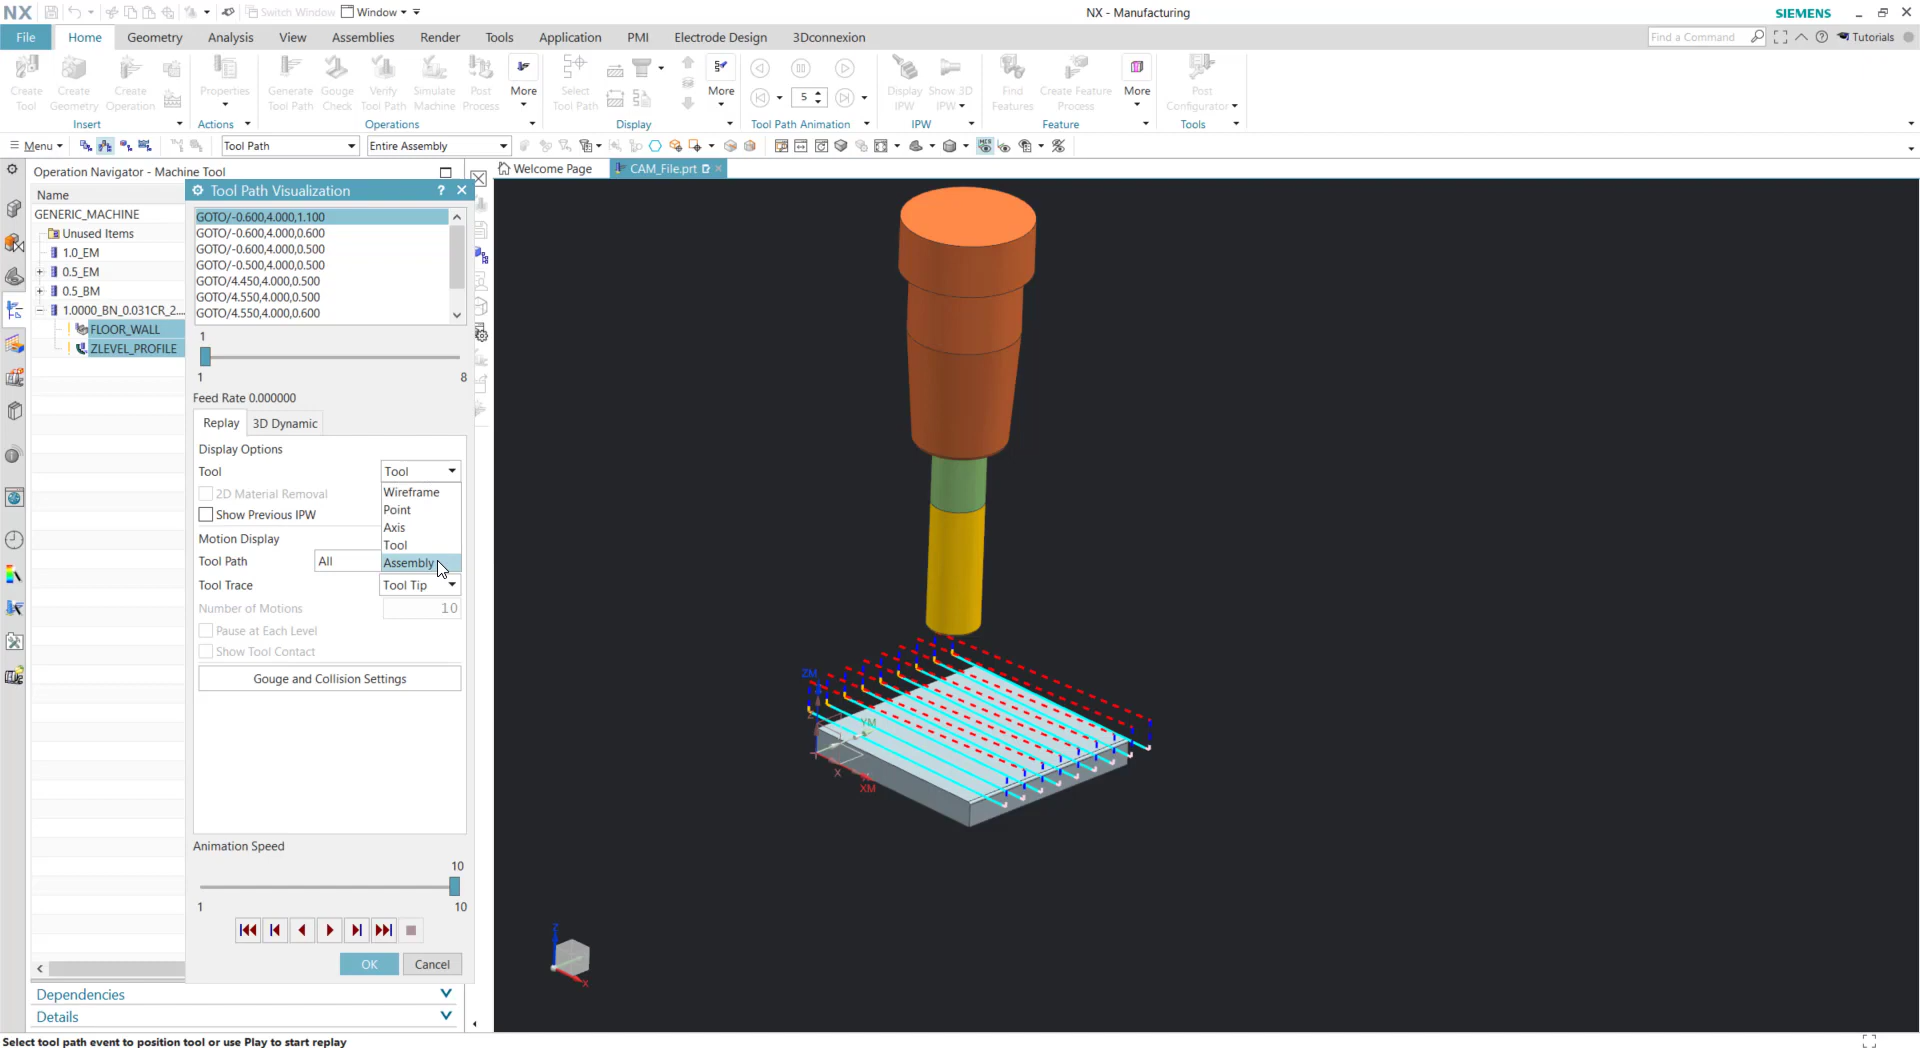 NX
Switch Window
Window
NX - Manufacturing
SIEMENS
File
Home
Geometry
Analysis
View
Assemblies
Render
Tools
Application
PMI
Electrode Design
3Dconnexion
Find a Command
Tutorials
Create Tool
Create Geometry
Create Operation
Properties
Generate Tool Path
Gouge Check
Verify Tool Path
Simulate Machine
Post Process
More
Select Tool Path
More
5
Display IPW
Show 3D IPW
Find Features
Create Feature Process
More
Post Configurator
Insert
Actions
Operations
Display
Tool Path Animation
IPW
Feature
Tools
Menu
Tool Path
Entire Assembly
Operation Navigator - Machine Tool
Welcome Page
CAM_File.prt
Name
GENERIC_MACHINE
Unused Items
1.0_EM
0.5_EM
0.5_BM
1.0000_BN_0.031CR_2....
FLOOR_WALL
ZLEVEL_PROFILE
Tool Path Visualization
?
GOTO/-0.600,4.000,1.100
GOTO/-0.600,4.000,0.600
GOTO/-0.600,4.000,0.500
GOTO/-0.500,4.000,0.500
GOTO/4.450,4.000,0.500
GOTO/4.550,4.000,0.500
GOTO/4.550,4.000,0.600
1
1
8
Feed Rate 0.000000
Replay
3D Dynamic
Display Options
Tool
Tool
Wireframe
Point
Axis
Tool
Assembly
2D Material Removal
Show Previous IPW
Motion Display
Tool Path
All
Tool Trace
Tool Tip
Number of Motions
10
Pause at Each Level
Show Tool Contact
Gouge and Collision Settings
Animation Speed
10
1
10
OK
Cancel
Dependencies
Details
ZM
Z
YM
X
XM
Z
X
Select tool path event to position tool or use Play to start replay